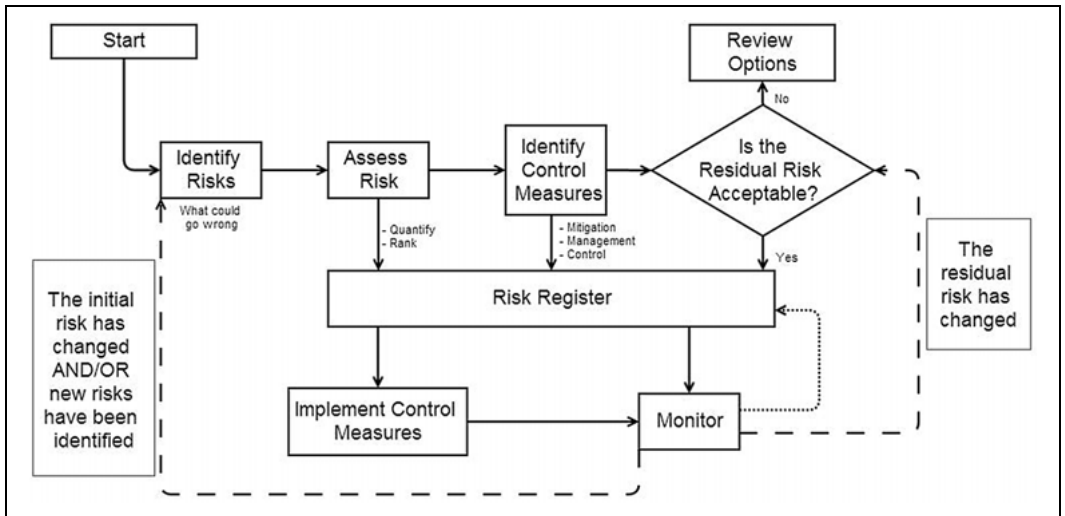 Start
Review
Options
No
Identify
Risks
What could
go wrong
Assess
Risk
- Quantify
- Rank
Identify
Control
Measures
- Mitigation
- Management
- Control
Is the
Residual Risk
Acceptable?
Yes
The
residual
risk has
changed
Risk Register
The initial
risk has
changed
AND/OR
new risks
have been
identified
Implement Control
Measures
Monitor